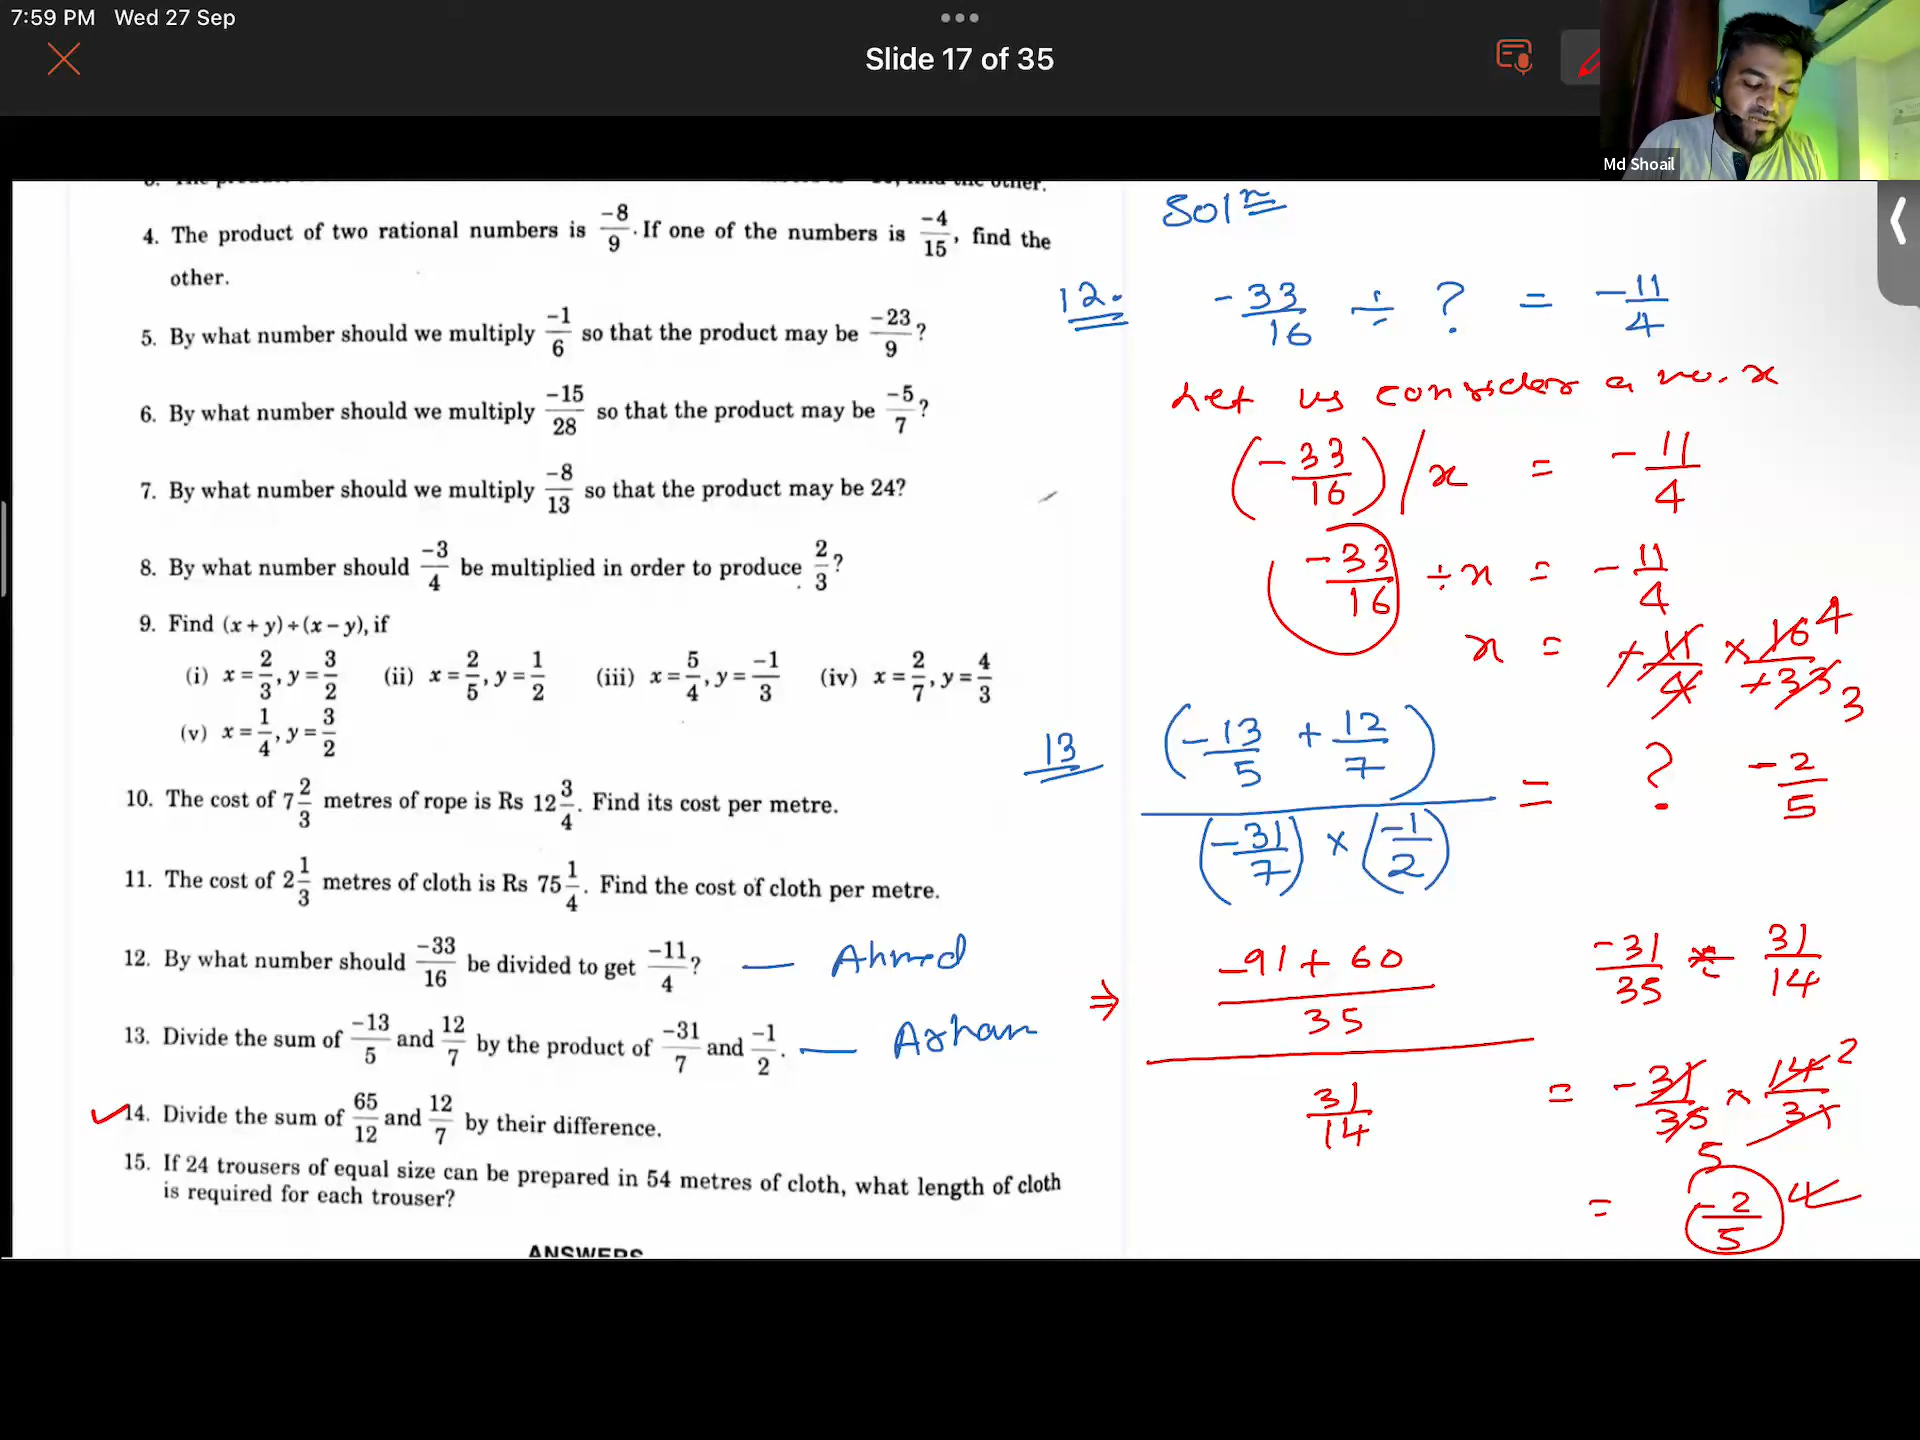 7:59 PM Wed 27 Sep
Slide 17 of 35
Md Shoail
4. The product of two rational numbers is -8/9. If one of the numbers is -4/15, find the
other.
5. By what number should we multiply -1/6 so that the product may be -23/9?
6. By what number should we multiply -15/28 so that the product may be -5/7?
7. By what number should we multiply -8/13 so that the product may be 24?
8. By what number should -3/4 be multiplied in order to produce 2/3?
9. Find (x + y) ÷ (x − y), if
(i) x = 2/3, y = 3/2 (ii) x = 2/5, y = 1/2 (iii) x = 5/4, y = -1/3 (iv) x = 2/7, y = 4/3
(v) x = 1/4, y = 3/2
10. The cost of 7 2/3 metres of rope is Rs 12 3/4. Find its cost per metre.
11. The cost of 2 1/3 metres of cloth is Rs 75 1/4. Find the cost of cloth per metre.
12. By what number should -33/16 be divided to get -11/4? — Ahmed
13. Divide the sum of -13/5 and 12/7 by the product of -31/7 and -1/2. — Azhan
14. Divide the sum of 65/12 and 12/7 by their difference.
15. If 24 trousers of equal size can be prepared in 54 metres of cloth, what length of cloth
is required for each trouser?
ANSWERS
Solⁿ
12. -33/16 ÷ ? = -11/4
Let us consider a no. x
(-33/16) / x = -11/4
-33/16 ÷ x = -11/4
x = +11/4 × 16/+33 4 3
13 (-13/5 + 12/7) / (-31/7) × (-1/2) = ? -2/5
⇒ -91 + 60 / 35 / 31/14
-31/35 ÷ 31/14
= -31/35 × 14/31 2 5
= -2/5